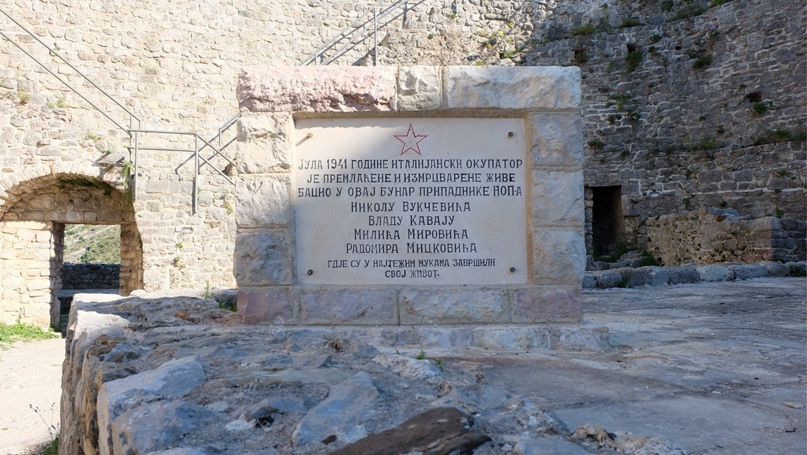 ЈУЛА 1941 ГОДИНЕ ИТАЛИЈАНСКИ ОКУПАТОР
ЈЕ ПРЕМЛАЋЕНЕ И ИЗМРЦВАРЕНЕ ЖИВЕ
БАЦИО У ОВАЈ БУНАР ПРИПАДНИКЕ НОП-а
НИКОЛУ ВУКЧЕВИЋА
ВЛАДУ КАВАЈУ
МИЛИЋА МИРОВИЋА
РАДОМИРА МИЦКОВИЋА
ГДЈЕ СУ У НАЈТЕЖИМ МУКАМА ЗАВРШИЛИ
СВОЈ ЖИВОТ.